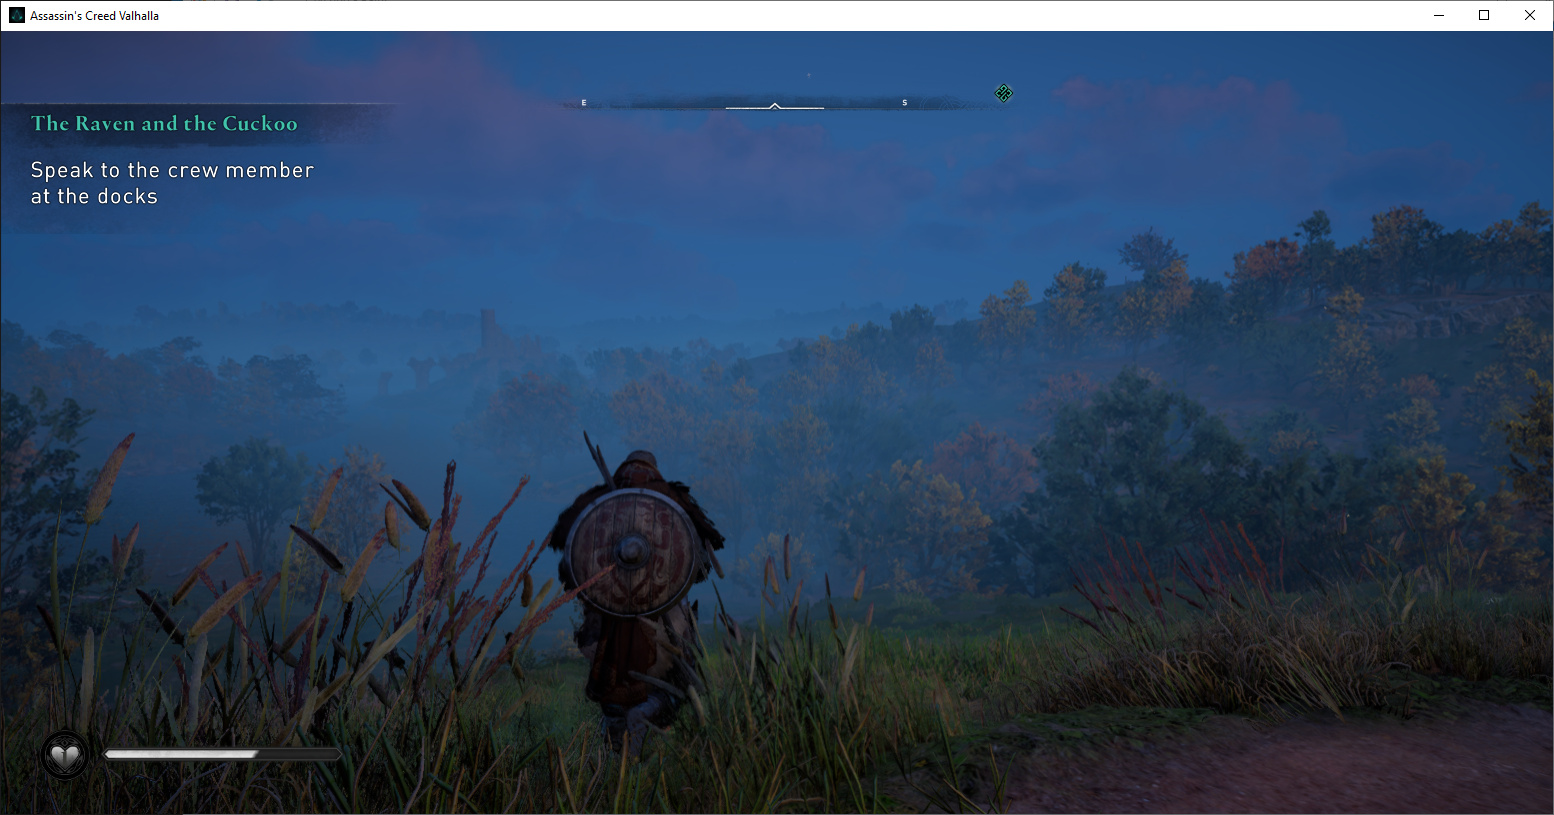 Assassin's Creed Valhalla
E S
The Raven and the Cuckoo
Speak to the crew member
at the docks